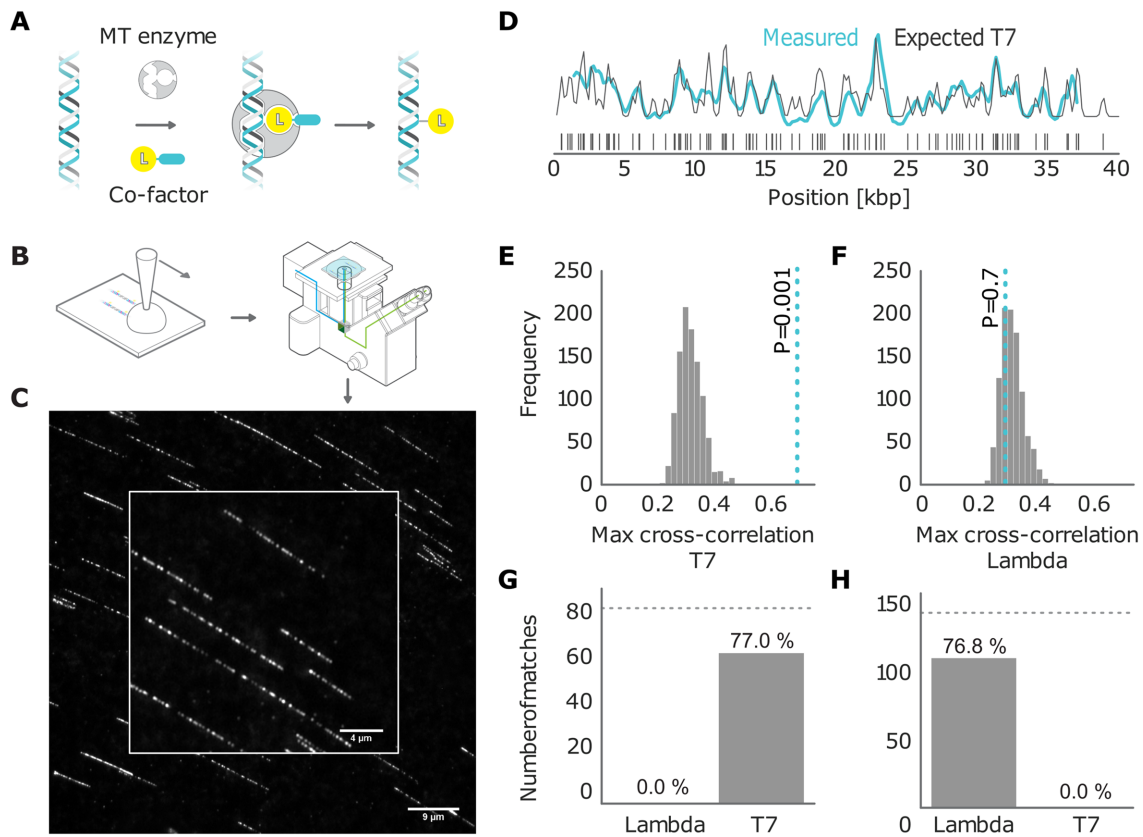 A
MT enzyme
L
L
L
Co-factor
B
C
4 µm
9 µm
D
Measured Expected T7
0 5 10 15 20 25 30 35 40
Position [kbp]
E
250
200
150
100
50
0
Frequency
P=0.001
0 0.2 0.4 0.6
Max cross-correlation
T7
F
250
200
150
100
50
0
P=0.7
0 0.2 0.4 0.6
Max cross-correlation
Lambda
G
80
60
40
20
0
Numberofmatches
77.0 %
0.0 %
Lambda T7
H
150
100
50
0
76.8 %
0.0 %
Lambda T7